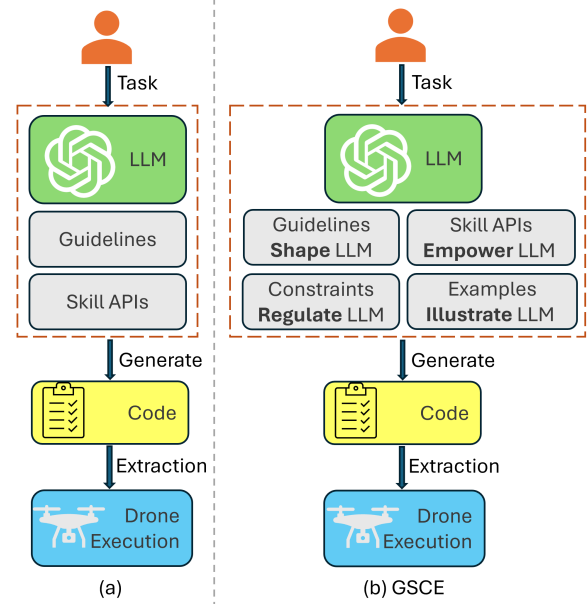 Task
LLM
Guidelines
Skill APIs
Generate
Code
Extraction
Drone
Execution
(a)
Task
LLM
Guidelines
Shape LLM
Skill APIs
Empower LLM
Constraints
Regulate LLM
Examples
Illustrate LLM
Generate
Code
Extraction
Drone
Execution
(b) GSCE